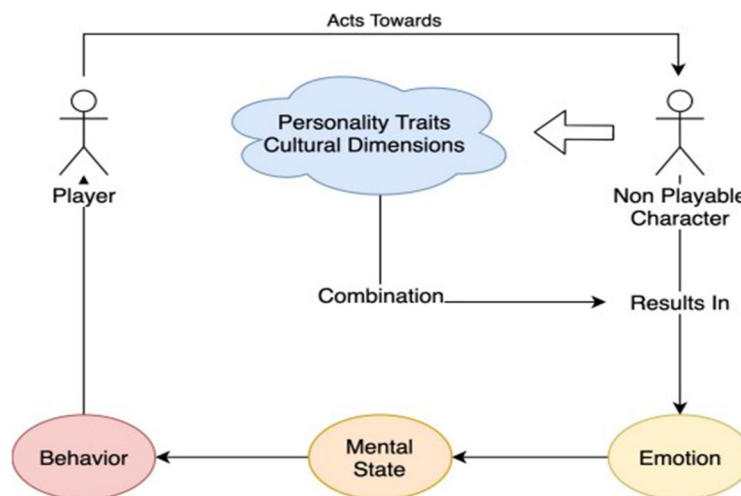 Acts Towards
Personality Traits
Cultural Dimensions
Player
Non Playable
Character
Combination
Results In
Behavior
Mental
State
Emotion